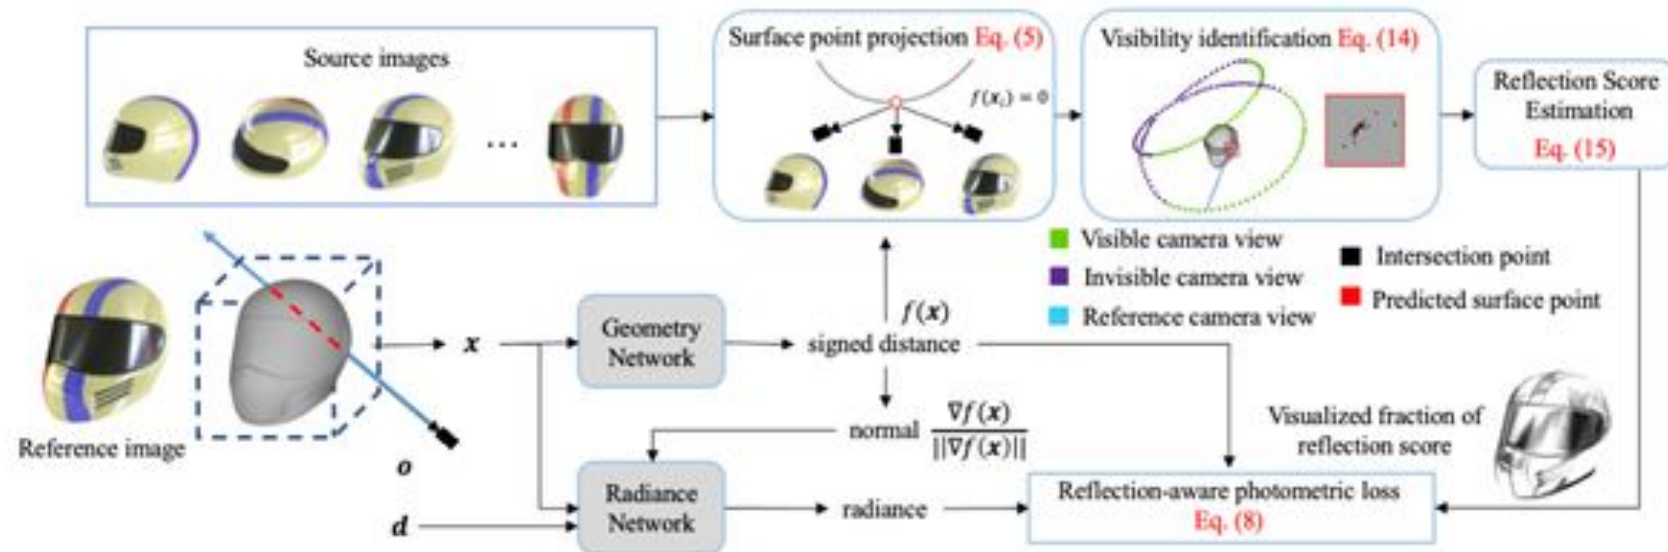 Source images
...
Surface point projection Eq. (5)
f(x_i) = 0
Visibility identification Eq. (14)
Reflection Score
Estimation
Eq. (15)
Visible camera view
Invisible camera view
Reference camera view
Intersection point
Predicted surface point
Reference image
o
d
x
Geometry
Network
f(x)
signed distance
normal ∇f(x) / ||∇f(x)||
Radiance
Network
radiance
Reflection-aware photometric loss
Eq. (8)
Visualized fraction of
reflection score